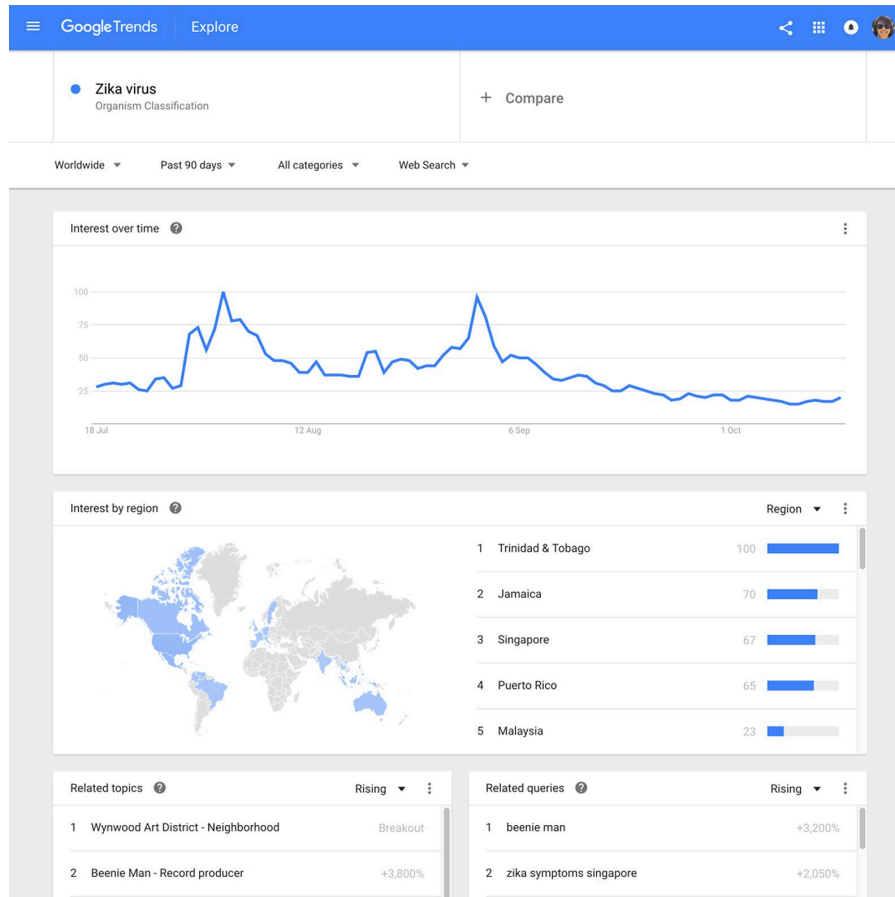 Google Trends Explore
Zika virus
Organism Classification
+ Compare
Worldwide Past 90 days All categories Web Search
Interest over time ?
100
75
50
25
18 Jul 12 Aug 6 Sep 1 Oct
Interest by region ? Region
1 Trinidad & Tobago 100
2 Jamaica 70
3 Singapore 67
4 Puerto Rico 65
5 Malaysia 23
Related topics ? Rising
1 Wynwood Art District - Neighborhood Breakout
2 Beenie Man - Record producer +3,800%
Related queries ? Rising
1 beenie man +3,200%
2 zika symptoms singapore +2,050%